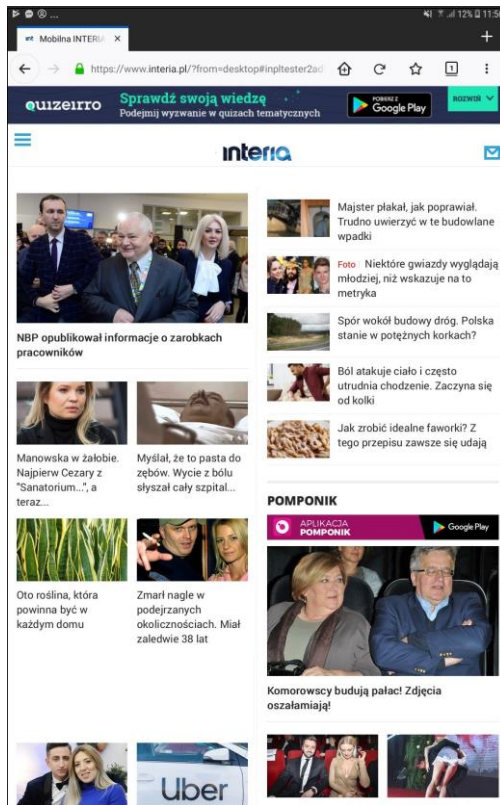 12% 11:56
Mobilna INTERIA
https://www.interia.pl/?from=desktop#inpltester2ad
1
QUIZEIRRO
Sprawdź swoją wiedzę
Podejmij wyzwanie w quizach tematycznych
POBIERZ Z
Google Play
ROZWIŃ
interia
NBP opublikował informacje o zarobkach
pracowników
Manowska w żałobie.
Najpierw Cezary z
"Sanatorium...", a
teraz...
Myślał, że to pasta do
zębów. Wycie z bólu
słyszał cały szpital...
Oto roślina, która
powinna być w
każdym domu
Zmarł nagle w
podejrzanych
okolicznościach. Miał
zaledwie 38 lat
Uber
Majster płakał, jak poprawiał.
Trudno uwierzyć w te budowlane
wpadki
Foto Niektóre gwiazdy wyglądają
młodziej, niż wskazuje na to
metryka
Spór wokół budowy dróg. Polska
stanie w potężnych korkach?
Ból atakuje ciało i często
utrudnia chodzenie. Zaczyna się
od kolki
Jak zrobić idealne faworki? Z
tego przepisu zawsze się udają
POMPONIK
APLIKACJA
POMPONIK
Google Play
Komorowscy budują pałac! Zdjęcia
oszałamiają!